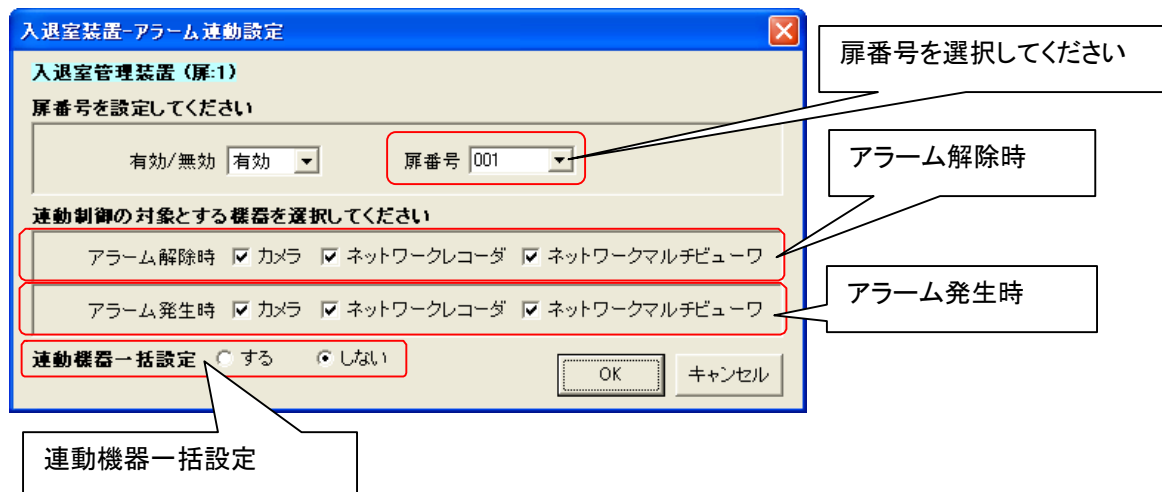 入退室装置-アラーム連動設定
扉番号を選択してください
入退室管理装置 (扉:1)
扉番号を設定してください
有効/無効 有効 扉番号 001
アラーム解除時
連動制御の対象とする機器を選択してください
アラーム解除時 カメラ ネットワークレコーダ ネットワークマルチビューワ
アラーム発生時
アラーム発生時 カメラ ネットワークレコーダ ネットワークマルチビューワ
連動機器一括設定 する しない
OK キャンセル
連動機器一括設定